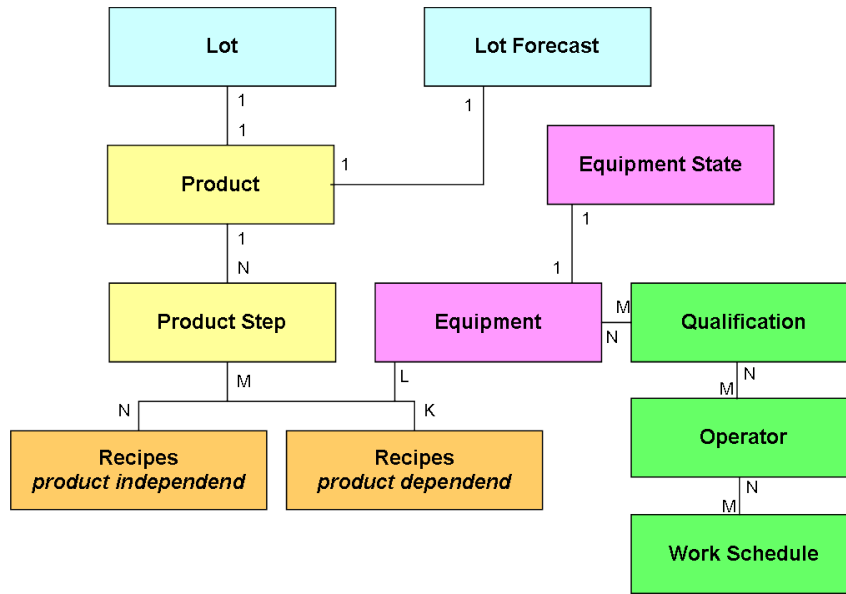 Lot
Lot Forecast
1
1
1
1
Product
Equipment State
1
1
N
1
Product Step
Equipment
M
N
Qualification
M
L
N
M
N
K
Operator
Recipes
product independend
Recipes
product dependend
N
M
Work Schedule